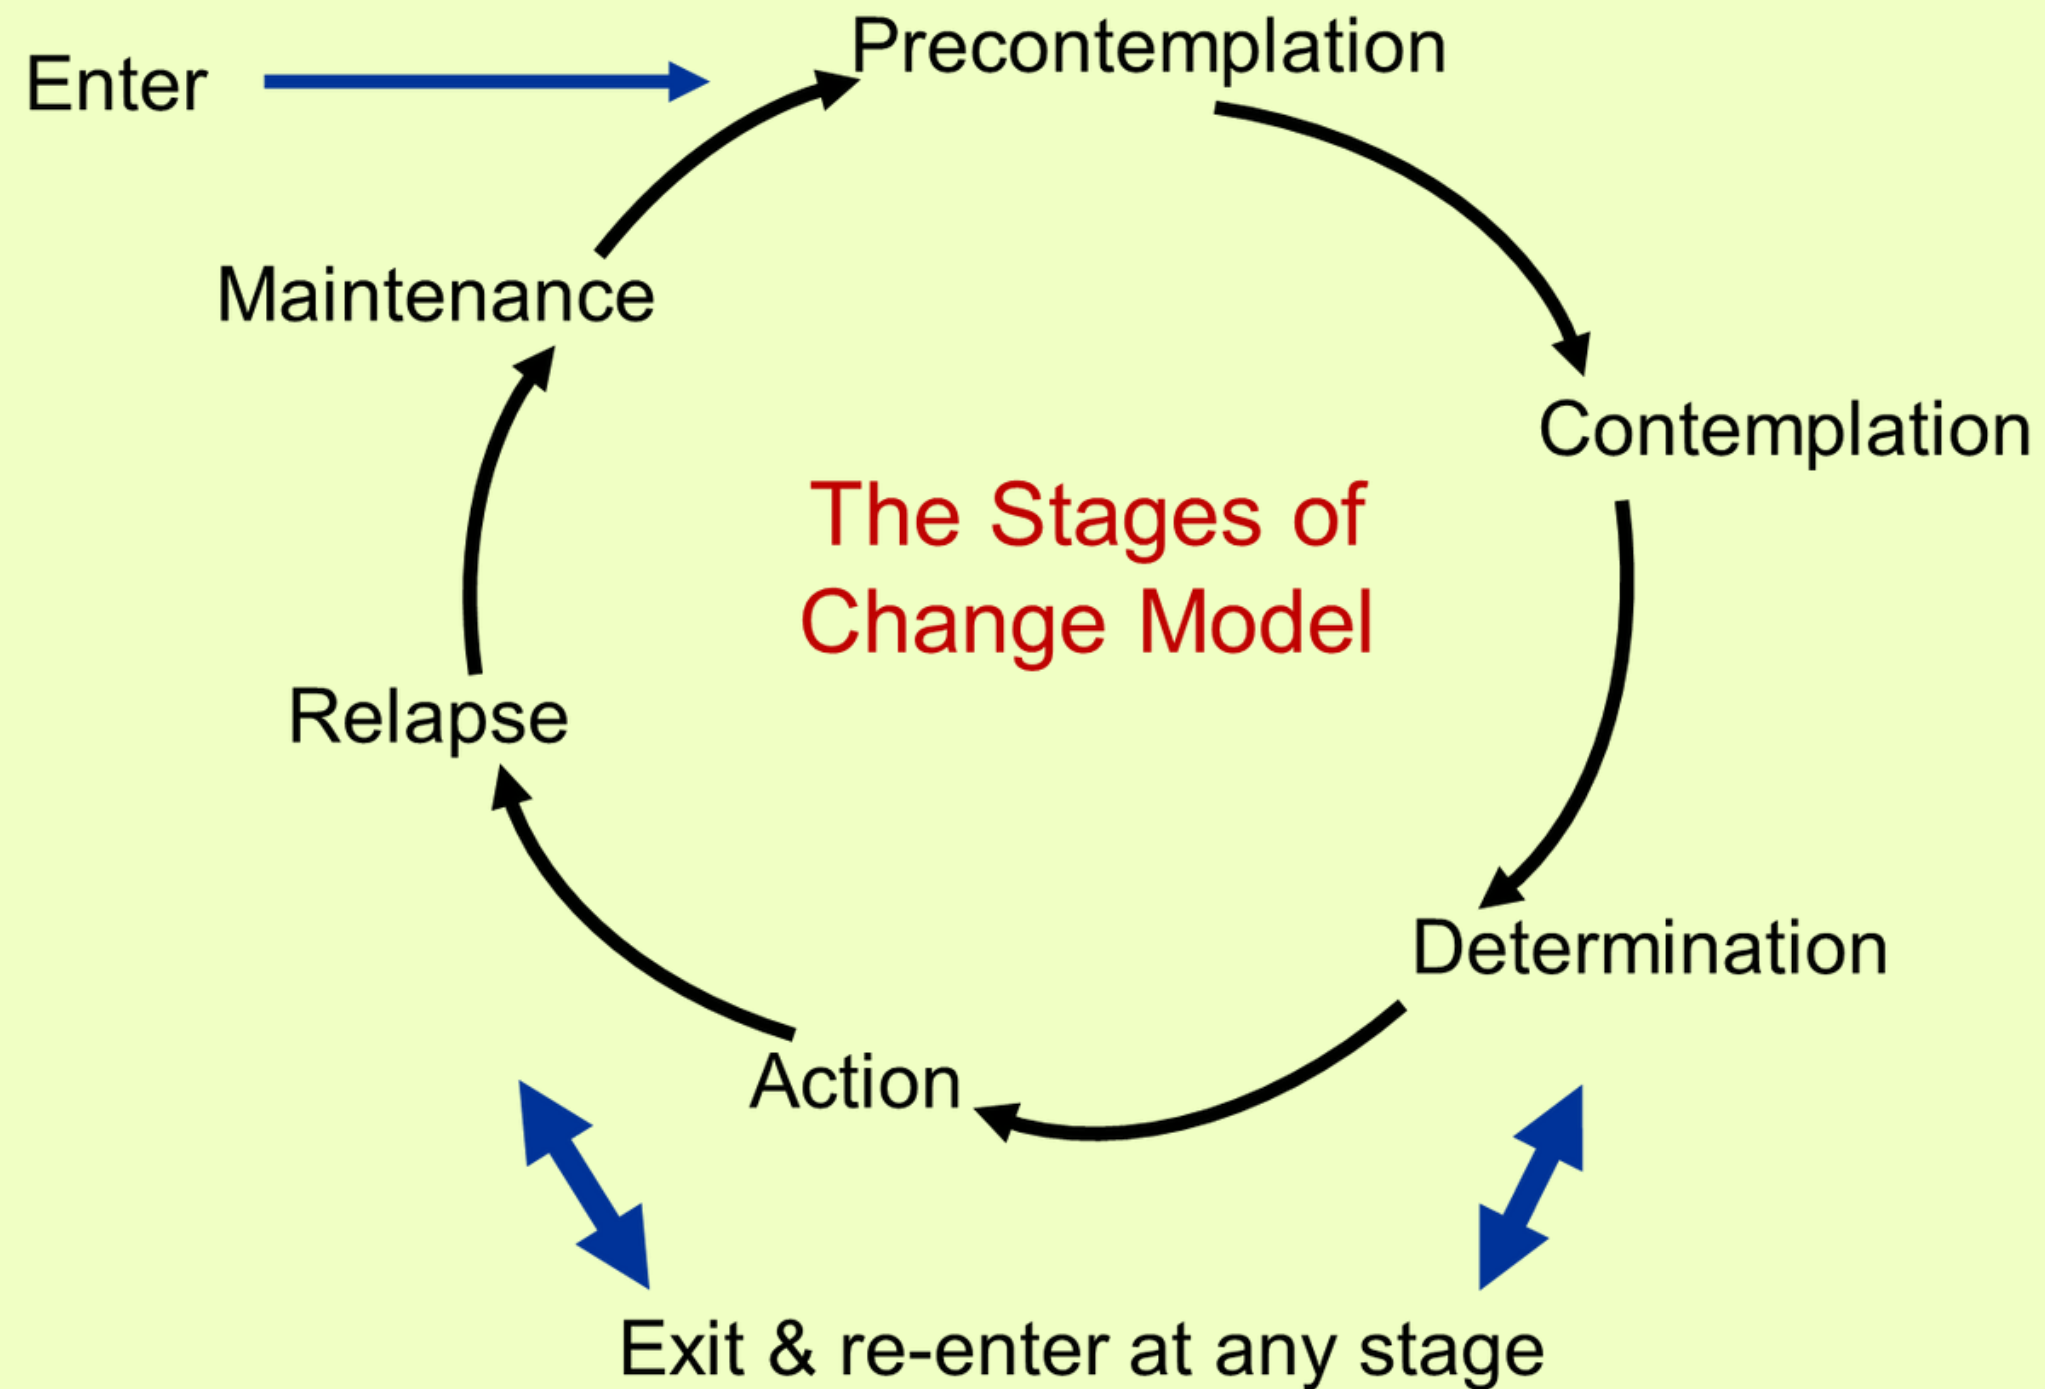 Enter
Precontemplation
Maintenance
Contemplation
The Stages of
Change Model
Relapse
Determination
Action
Exit & re-enter at any stage